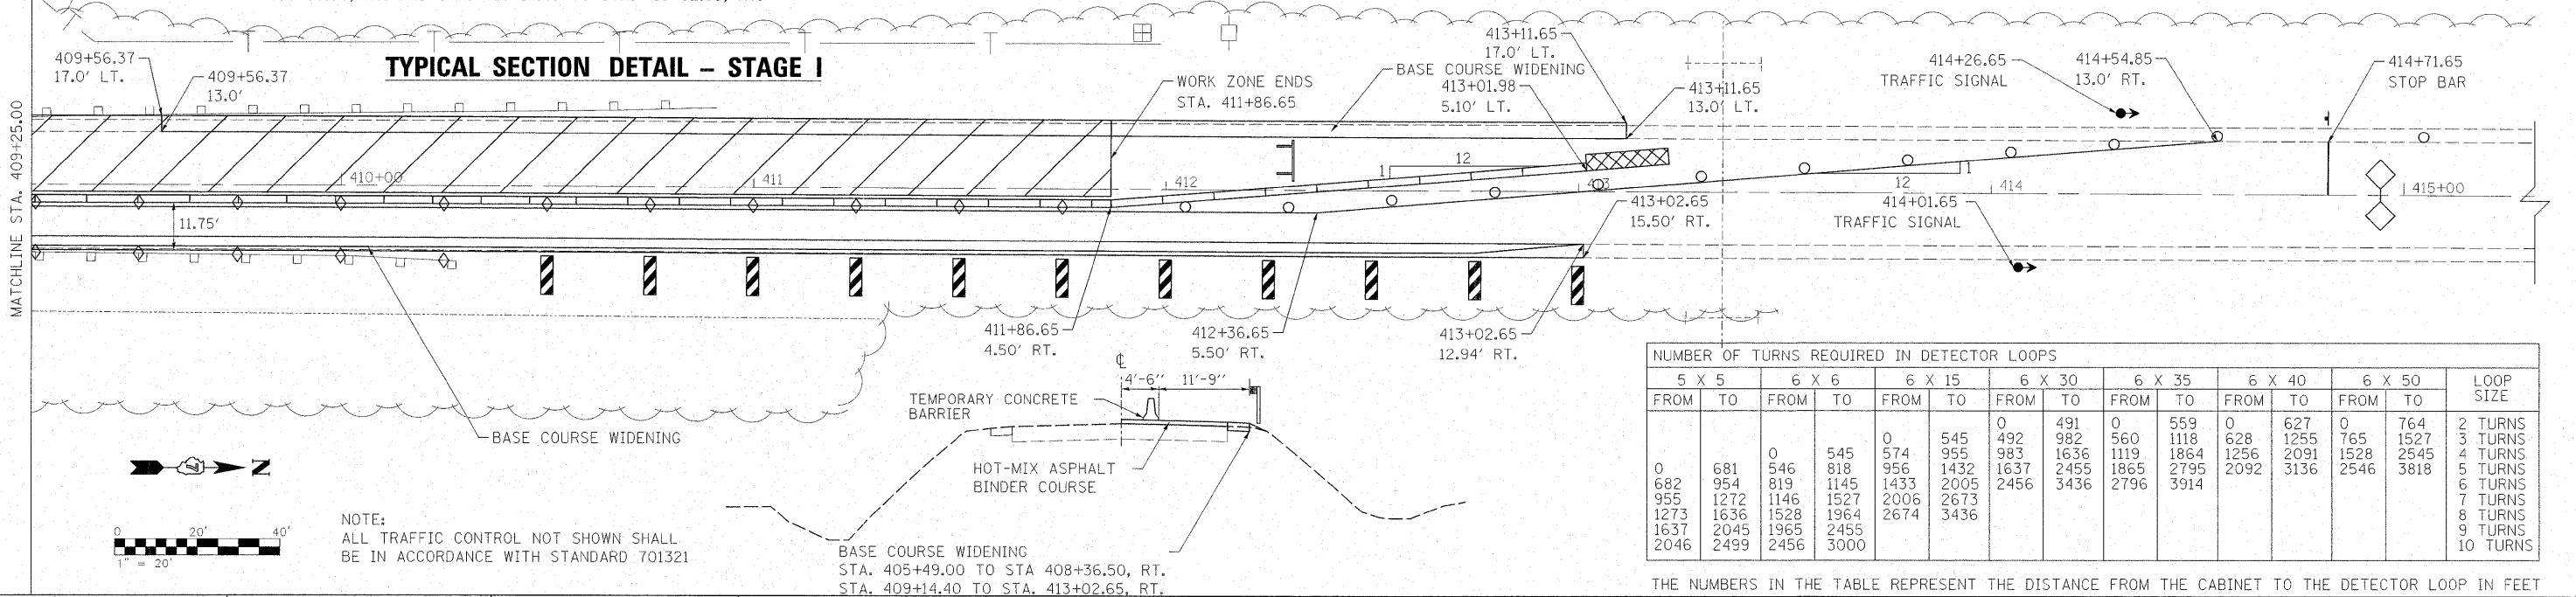 TYPICAL SECTION DETAIL – STAGE I
MATCHLINE STA. 409+25.00
409+56.37
17.0' LT.
409+56.37
13.0'
WORK ZONE ENDS
STA. 411+86.65
413+11.65
17.0' LT.
BASE COURSE WIDENING
413+01.98
5.10' LT.
413+11.65
13.0' LT.
414+26.65
TRAFFIC SIGNAL
414+54.85
13.0' RT.
414+71.65
STOP BAR
410+00
411
412
413
414
415+00
12
1
12
1
11.75'
413+02.65
15.50' RT.
414+01.65
TRAFFIC SIGNAL
411+86.65
4.50' RT.
412+36.65
5.50' RT.
413+02.65
12.94' RT.
BASE COURSE WIDENING
℄
4'-6'' 11'-9''
TEMPORARY CONCRETE
BARRIER
HOT-MIX ASPHALT
BINDER COURSE
BASE COURSE WIDENING
STA. 405+49.00 TO STA 408+36.50, RT.
STA. 409+14.40 TO STA. 413+02.65, RT.
N
0 20' 40'
1" = 20'
NOTE:
ALL TRAFFIC CONTROL NOT SHOWN SHALL
BE IN ACCORDANCE WITH STANDARD 701321
NUMBER OF TURNS REQUIRED IN DETECTOR LOOPS
5 X 5 6 X 6 6 X 15 6 X 30 6 X 35 6 X 40 6 X 50 LOOP SIZE
FROM TO FROM TO FROM TO FROM TO FROM TO FROM TO FROM TO
0 491 0 559 0 627 0 764 2 TURNS
0 545 492 982 560 1118 628 1255 765 1527 3 TURNS
0 545 574 955 983 1636 1119 1864 1256 2091 1528 2545 4 TURNS
0 681 546 818 956 1432 1637 2455 1865 2795 2092 3136 2546 3818 5 TURNS
682 954 819 1145 1433 2005 2456 3436 2796 3914 6 TURNS
955 1272 1146 1527 2006 2673 7 TURNS
1273 1636 1528 1964 2674 3436 8 TURNS
1637 2045 1965 2455 9 TURNS
2046 2499 2456 3000 10 TURNS
THE NUMBERS IN THE TABLE REPRESENT THE DISTANCE FROM THE CABINET TO THE DETECTOR LOOP IN FEET